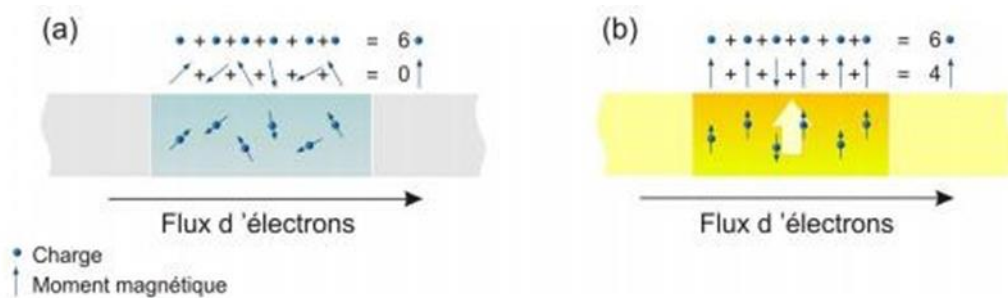 (a)
+ + + + + = 6
+ + + + + = 0
Flux d ’électrons
Charge
Moment magnétique
(b)
+ + + + + = 6
+ + + + + = 4
Flux d ’électrons